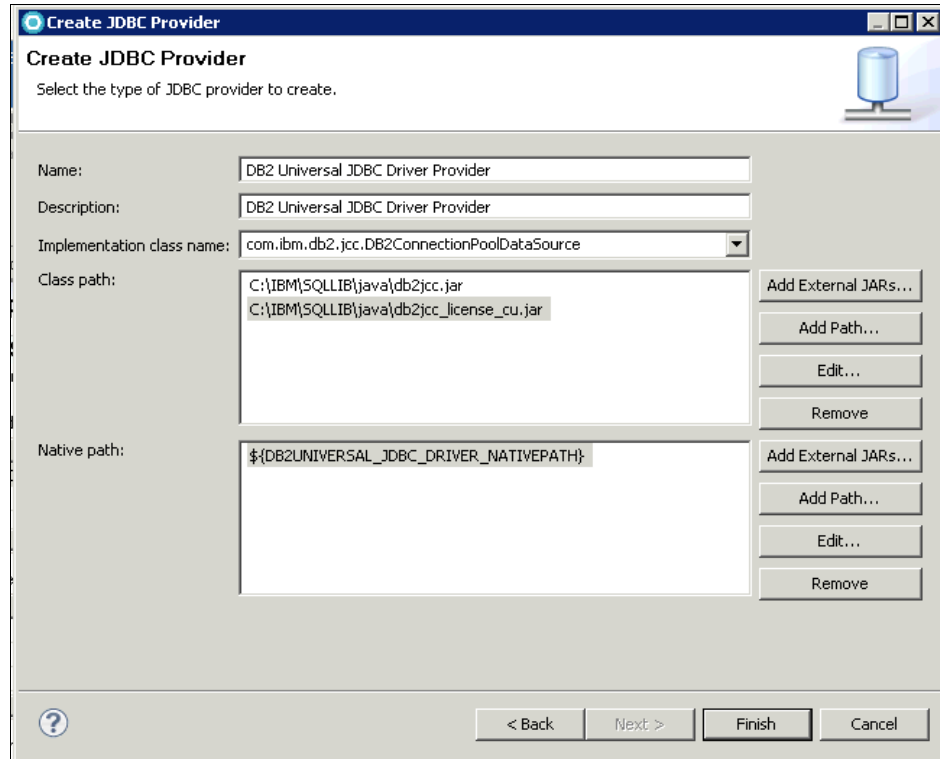 Create JDBC Provider
Create JDBC Provider
Select the type of JDBC provider to create.
Name:
DB2 Universal JDBC Driver Provider
Description:
DB2 Universal JDBC Driver Provider
Implementation class name:
com.ibm.db2.jcc.DB2ConnectionPoolDataSource
Class path:
C:\IBM\SQLLIB\java\db2jcc.jar
C:\IBM\SQLLIB\java\db2jcc_license_cu.jar
Add External JARs...
Add Path...
Edit...
Remove
Native path:
${DB2UNIVERSAL_JDBC_DRIVER_NATIVEPATH}
Add External JARs...
Add Path...
Edit...
Remove
?
< Back
Next >
Finish
Cancel